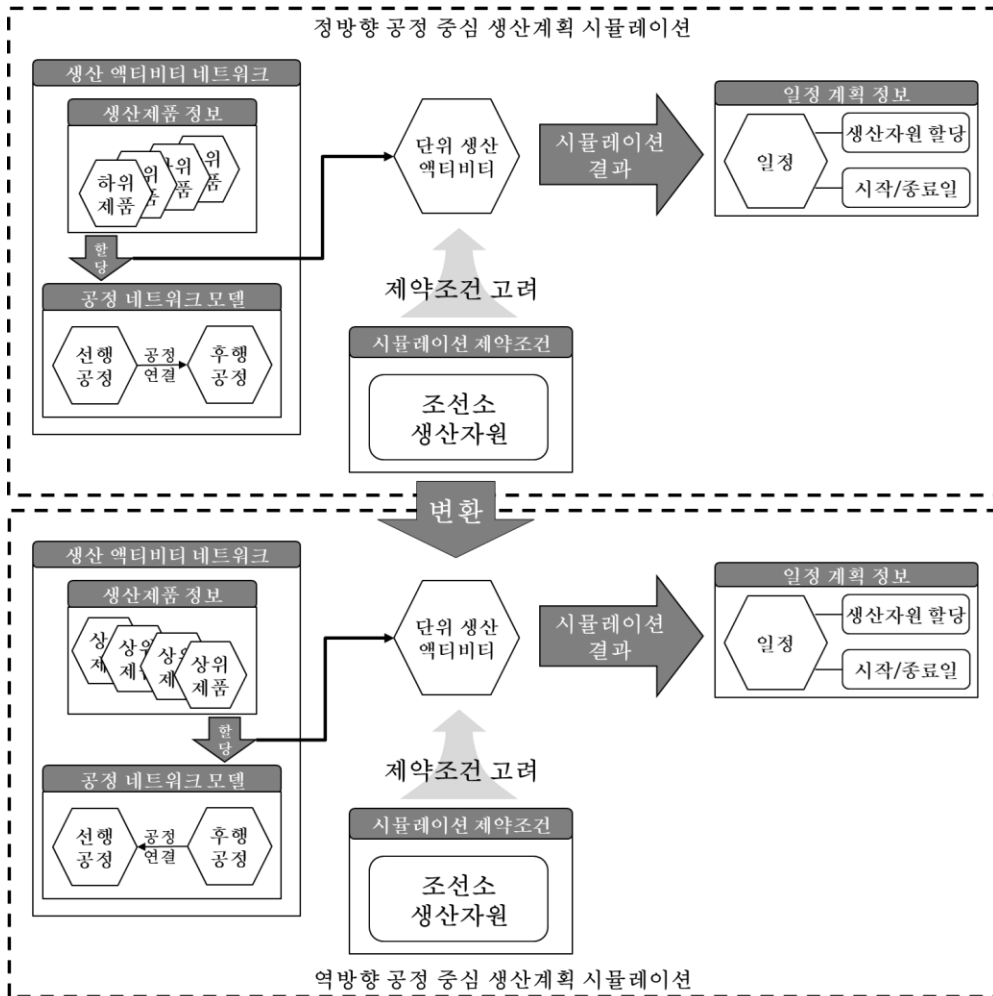 정방향 공정 중심 생산계획 시뮬레이션
생산 액티비티 네트워크
생산제품 정보
하위
제품
위
품
위
품
위
품
할
당
공정 네트워크 모델
선행
공정
공정
연결
후행
공정
단위 생산
액티비티
제약조건 고려
시뮬레이션 제약조건
조선소
생산자원
시뮬레이션
결과
일정 계획 정보
일정
생산자원 할당
시작/종료일
변환
생산 액티비티 네트워크
생산제품 정보
상
제
상위
제
상위
제
상위
제품
할
당
공정 네트워크 모델
선행
공정
공정
연결
후행
공정
단위 생산
액티비티
제약조건 고려
시뮬레이션 제약조건
조선소
생산자원
시뮬레이션
결과
일정 계획 정보
일정
생산자원 할당
시작/종료일
역방향 공정 중심 생산계획 시뮬레이션